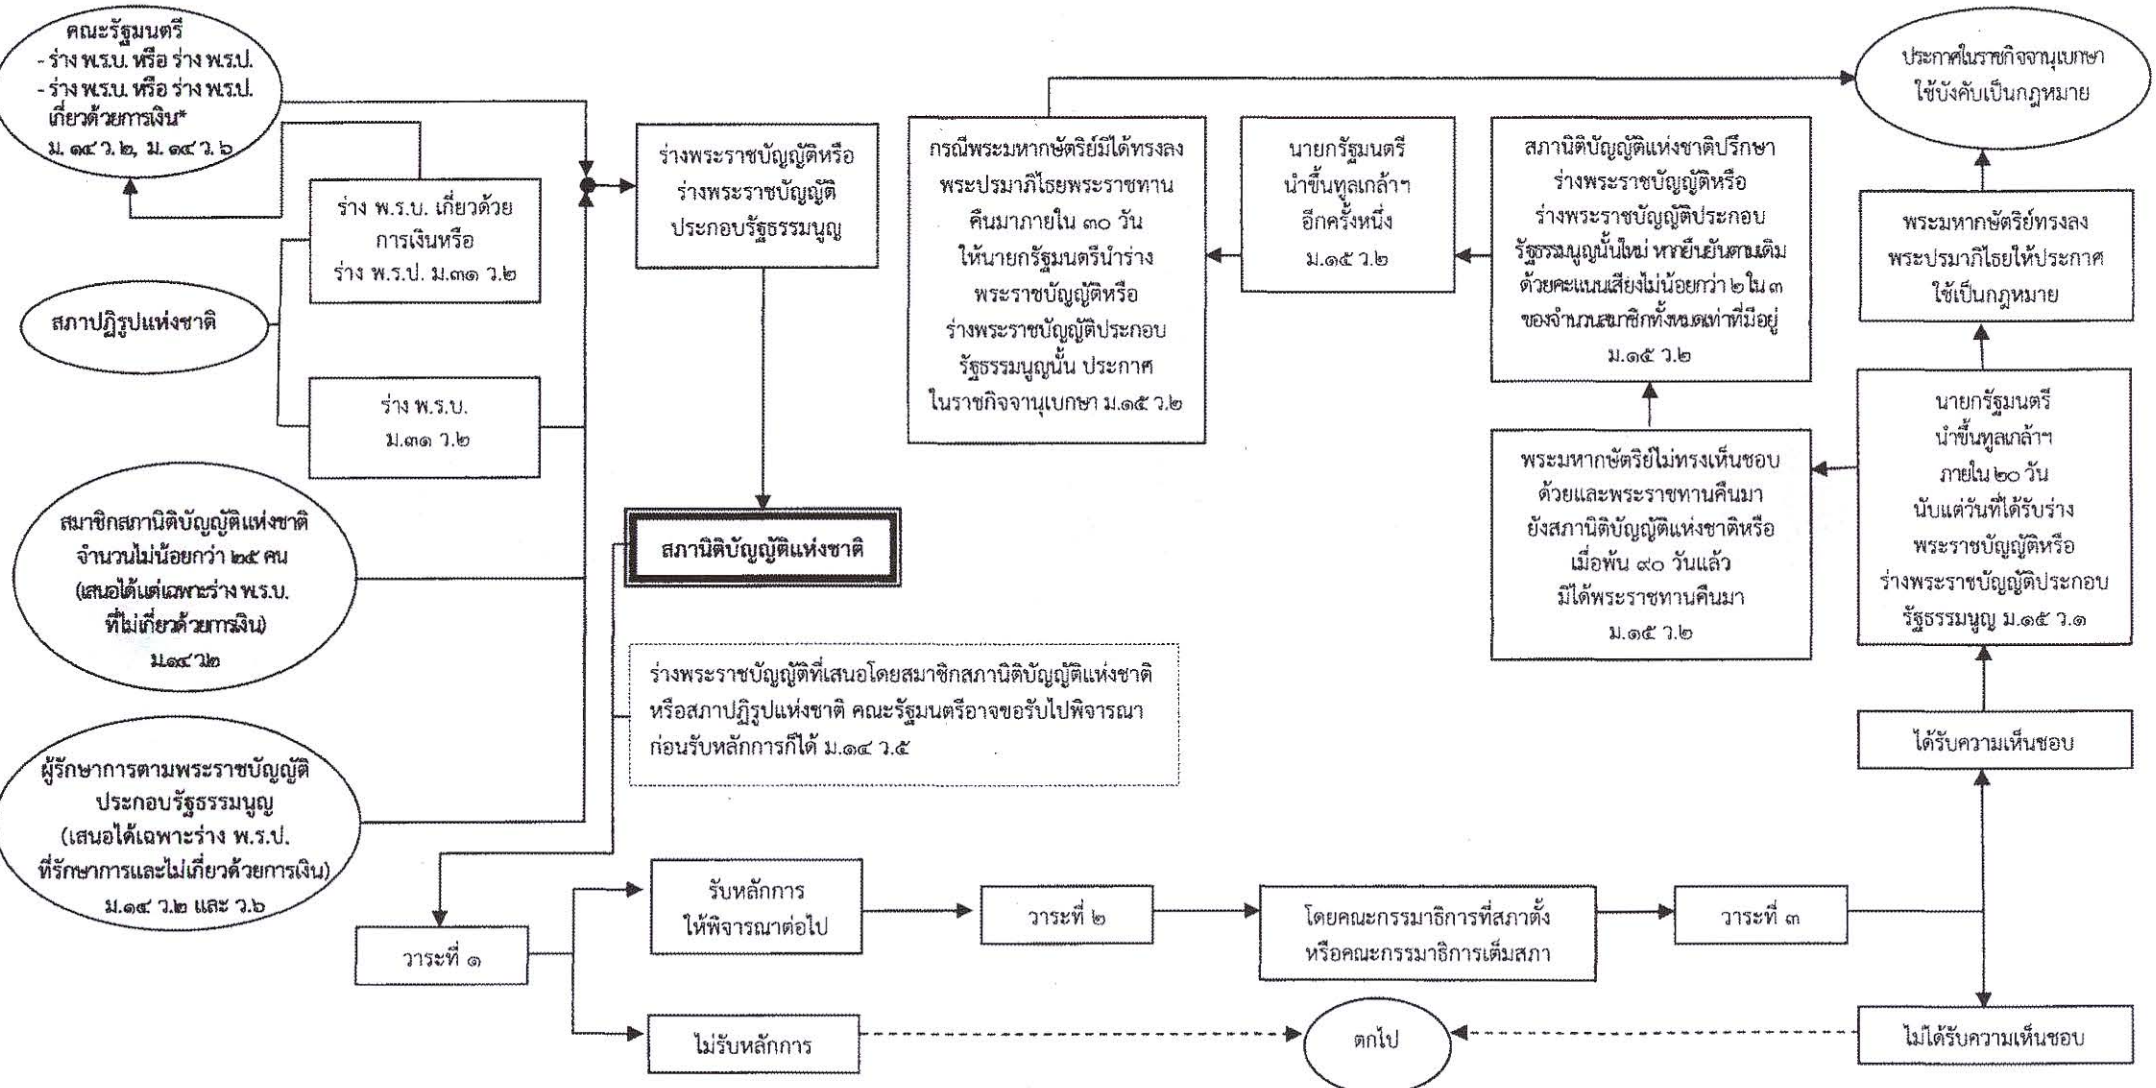 คณะรัฐมนตรี
- ร่าง พ.ร.บ. หรือ ร่าง พ.ร.ป.
- ร่าง พ.ร.บ. หรือ ร่าง พ.ร.ป.
เกี่ยวด้วยการเงิน*
ม. ๑๔ ว. ๒, ม. ๑๔ ว. ๖
ร่าง พ.ร.บ. เกี่ยวด้วย
การเงินหรือ
ร่าง พ.ร.ป. ม.๓๑ ว.๒
สภาปฏิรูปแห่งชาติ
ร่าง พ.ร.บ.
ม.๓๑ ว.๒
สมาชิกสภานิติบัญญัติแห่งชาติ
จำนวนไม่น้อยกว่า ๒๕ คน
(เสนอได้แต่เฉพาะร่าง พ.ร.บ.
ที่ไม่เกี่ยวด้วยการเงิน)
ม.๑๔ ว.๒
ผู้รักษาการตามพระราชบัญญัติ
ประกอบรัฐธรรมนูญ
(เสนอได้เฉพาะร่าง พ.ร.ป.
ที่รักษาการและไม่เกี่ยวด้วยการเงิน)
ม.๑๔ ว.๒ และ ว.๖
ร่างพระราชบัญญัติหรือ
ร่างพระราชบัญญัติ
ประกอบรัฐธรรมนูญ
สภานิติบัญญัติแห่งชาติ
ร่างพระราชบัญญัติที่เสนอโดยสมาชิกสภานิติบัญญัติแห่งชาติ
หรือสภาปฏิรูปแห่งชาติ คณะรัฐมนตรีอาจขอรับไปพิจารณา
ก่อนรับหลักการก็ได้ ม.๑๔ ว.๕
วาระที่ ๑
รับหลักการ
ให้พิจารณาต่อไป
ไม่รับหลักการ
วาระที่ ๒
โดยคณะกรรมาธิการที่สภาตั้ง
หรือคณะกรรมาธิการเต็มสภา
วาระที่ ๓
ตกไป
ไม่ได้รับความเห็นชอบ
ได้รับความเห็นชอบ
นายกรัฐมนตรี
นำขึ้นทูลเกล้าฯ
ภายใน ๒๐ วัน
นับแต่วันที่ได้รับร่าง
พระราชบัญญัติหรือ
ร่างพระราชบัญญัติประกอบ
รัฐธรรมนูญ ม.๑๕ ว.๑
พระมหากษัตริย์ทรงลง
พระปรมาภิไธยให้ประกาศ
ใช้เป็นกฎหมาย
ประกาศในราชกิจจานุเบกษา
ใช้บังคับเป็นกฎหมาย
พระมหากษัตริย์ไม่ทรงเห็นชอบ
ด้วยและพระราชทานคืนมา
ยังสภานิติบัญญัติแห่งชาติหรือ
เมื่อพ้น ๙๐ วันแล้ว
มิได้พระราชทานคืนมา
ม.๑๕ ว.๒
สภานิติบัญญัติแห่งชาติปรึกษา
ร่างพระราชบัญญัติหรือ
ร่างพระราชบัญญัติประกอบ
รัฐธรรมนูญนั้นใหม่ หากยืนยันตามเดิม
ด้วยคะแนนเสียงไม่น้อยกว่า ๒ ใน ๓
ของจำนวนสมาชิกทั้งหมดเท่าที่มีอยู่
ม.๑๕ ว.๒
นายกรัฐมนตรี
นำขึ้นทูลเกล้าฯ
อีกครั้งหนึ่ง
ม.๑๕ ว.๒
กรณีพระมหากษัตริย์มิได้ทรงลง
พระปรมาภิไธยพระราชทาน
คืนมาภายใน ๓๐ วัน
ให้นายกรัฐมนตรีนำร่าง
พระราชบัญญัติหรือ
ร่างพระราชบัญญัติประกอบ
รัฐธรรมนูญนั้น ประกาศ
ในราชกิจจานุเบกษา ม.๑๕ ว.๒